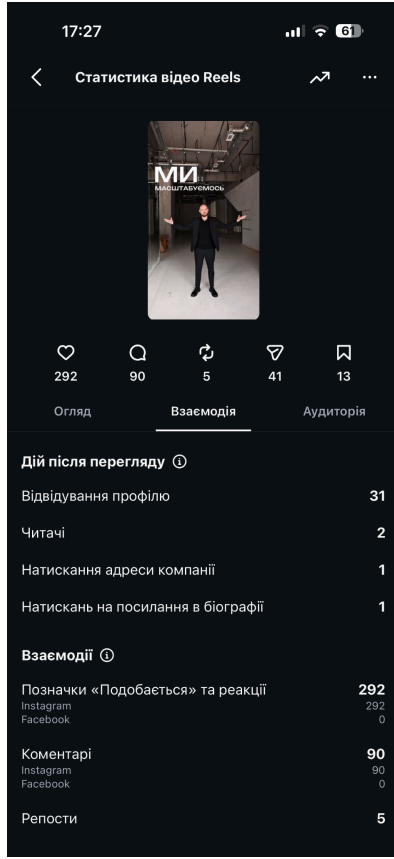 17:27
61
Статистика відео Reels
МИ
МАСШТАБУЄМОСЬ
292 90 5 41 13
Огляд Взаємодія Аудиторія
Дій після перегляду
Відвідування профілю 31
Читачі 2
Натискання адреси компанії 1
Натискань на посилання в біографії 1
Взаємодії
Позначки «Подобається» та реакції 292
Instagram 292
Facebook 0
Коментарі 90
Instagram 90
Facebook 0
Репости 5